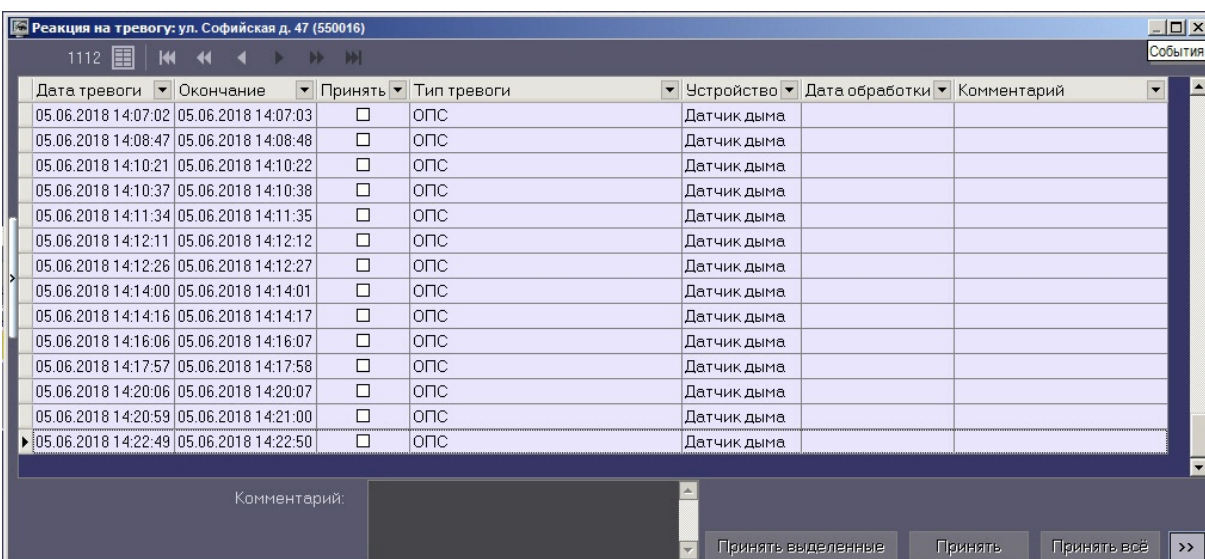 Реакция на тревогу: ул. Софийская д. 47 (550016)
События
1112
Дата тревоги Окончание Принять Тип тревоги Устройство Дата обработки Комментарий
05.06.2018 14:07:02 05.06.2018 14:07:03 ОПС Датчик дыма
05.06.2018 14:08:47 05.06.2018 14:08:48 ОПС Датчик дыма
05.06.2018 14:10:21 05.06.2018 14:10:22 ОПС Датчик дыма
05.06.2018 14:10:37 05.06.2018 14:10:38 ОПС Датчик дыма
05.06.2018 14:11:34 05.06.2018 14:11:35 ОПС Датчик дыма
05.06.2018 14:12:11 05.06.2018 14:12:12 ОПС Датчик дыма
05.06.2018 14:12:26 05.06.2018 14:12:27 ОПС Датчик дыма
05.06.2018 14:14:00 05.06.2018 14:14:01 ОПС Датчик дыма
05.06.2018 14:14:16 05.06.2018 14:14:17 ОПС Датчик дыма
05.06.2018 14:16:06 05.06.2018 14:16:07 ОПС Датчик дыма
05.06.2018 14:17:57 05.06.2018 14:17:58 ОПС Датчик дыма
05.06.2018 14:20:06 05.06.2018 14:20:07 ОПС Датчик дыма
05.06.2018 14:20:59 05.06.2018 14:21:00 ОПС Датчик дыма
05.06.2018 14:22:49 05.06.2018 14:22:50 ОПС Датчик дыма
Комментарий:
Принять выделенные Принять Принять всё >>